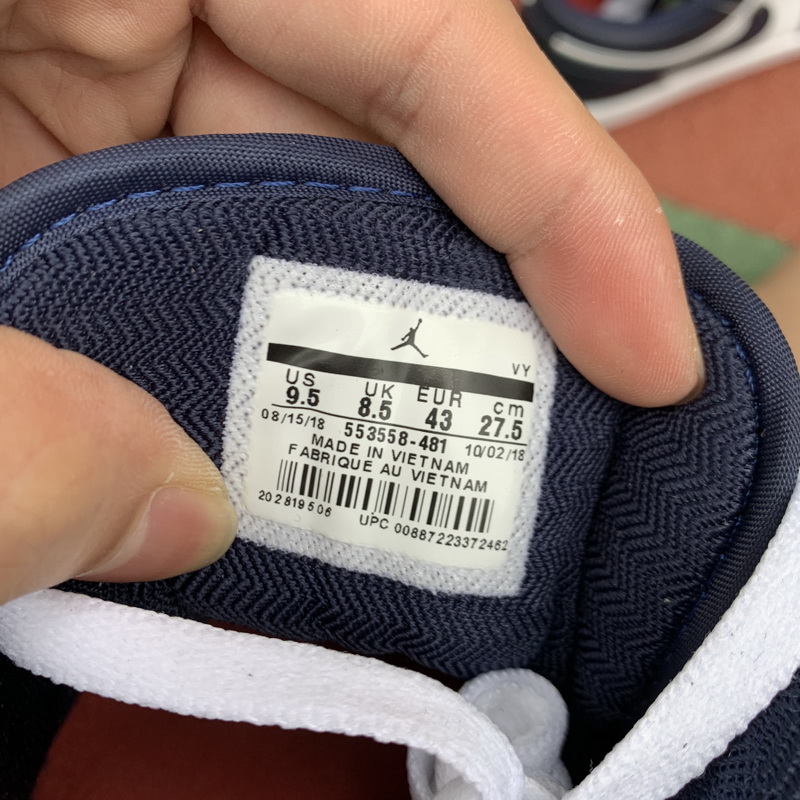 VY
US UK EUR cm
9.5 8.5 43 27.5
08/15/18 553558-481 10/02/18
MADE IN VIETNAM
FABRIQUE AU VIETNAM
202819506 UPC 00887223372462